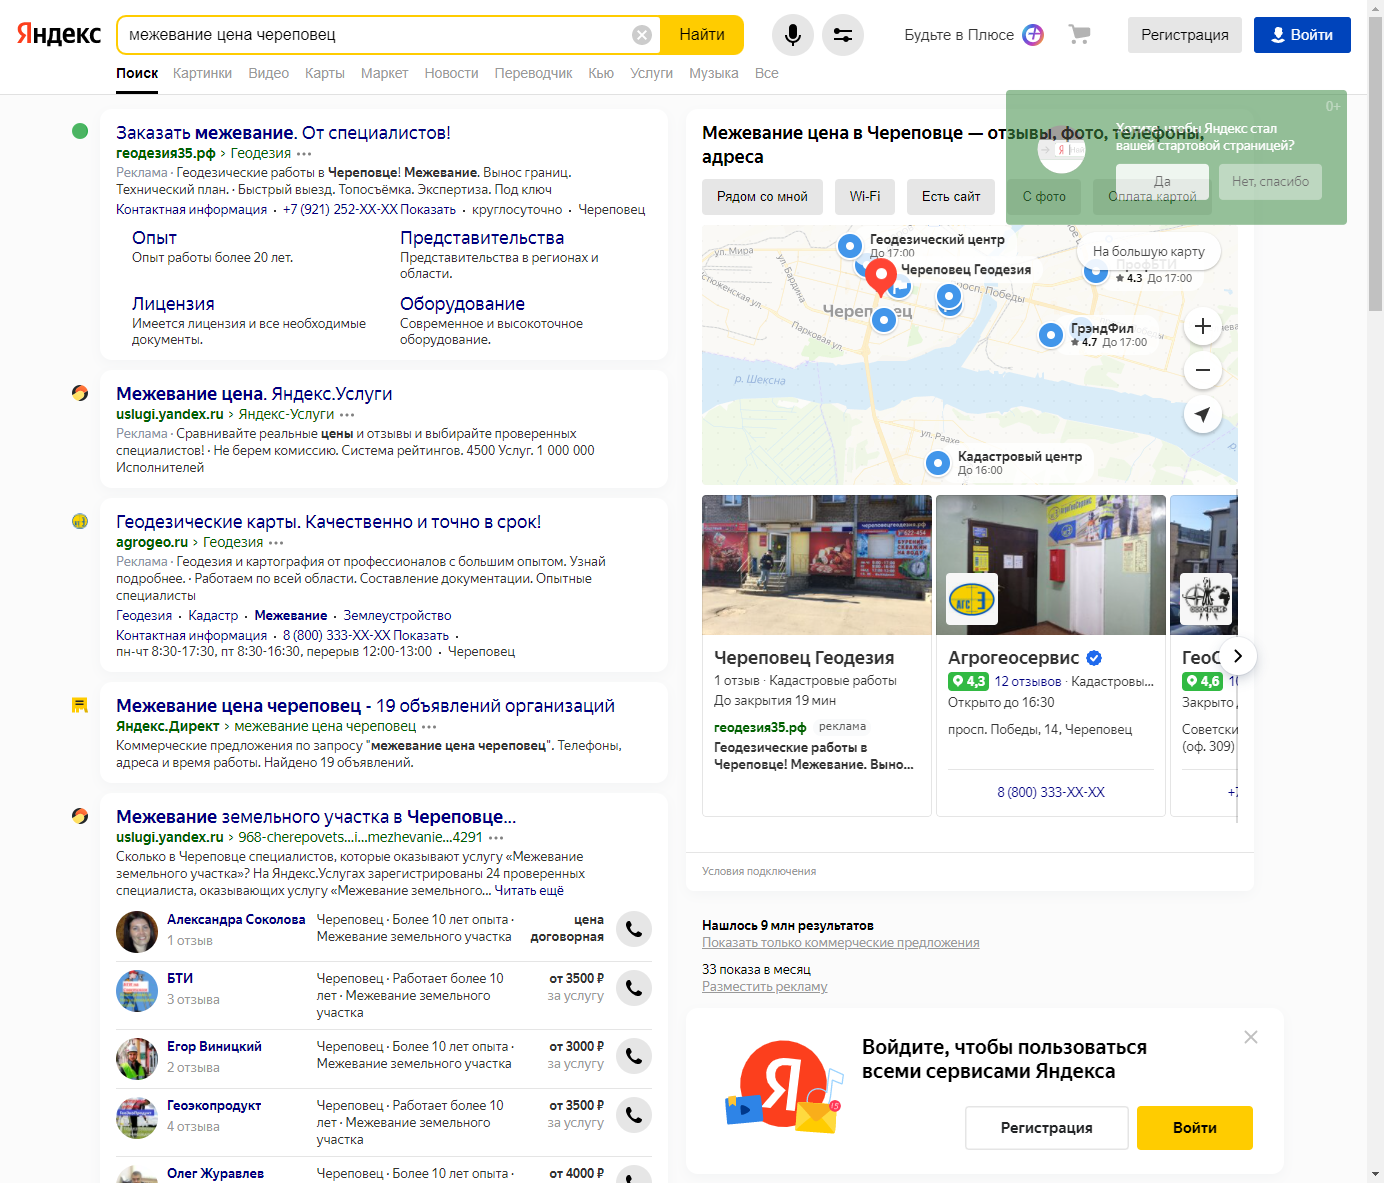 Яндекс
межевание цена череповец
Найти
Будьте в Плюсе
Регистрация
Войти
Поиск Картинки Видео Карты Маркет Новости Переводчик Кью Услуги Музыка Все
Заказать межевание. От специалистов!
геодезия35.рф › Геодезия
Реклама · Геодезические работы в Череповце! Межевание. Вынос границ.
Технический план. · Быстрый выезд. Топосъёмка. Экспертиза. Под ключ
Контактная информация · +7 (921) 252-XX-XX Показать · круглосуточно · Череповец
Опыт
Опыт работы более 20 лет.
Представительства
Представительства в регионах и
области.
Лицензия
Имеется лицензия и все необходимые
документы.
Оборудование
Современное и высокоточное
оборудование.
Межевание цена. Яндекс.Услуги
uslugi.yandex.ru › Яндекс-Услуги
Реклама · Сравнивайте реальные цены и отзывы и выбирайте проверенных
специалистов! · Не берем комиссию. Система рейтингов. 4500 Услуг. 1 000 000
Исполнителей
Геодезические карты. Качественно и точно в срок!
agrogeo.ru › Геодезия
Реклама · Геодезия и картография от профессионалов с большим опытом. Узнай
подробнее. · Работаем по всей области. Составление документации. Опытные
специалисты
Геодезия · Кадастр · Межевание · Землеустройство
Контактная информация · 8 (800) 333-XX-XX Показать ·
пн-чт 8:30-17:30, пт 8:30-16:30, перерыв 12:00-13:00 · Череповец
Межевание цена череповец - 19 объявлений организаций
Яндекс.Директ › межевание цена череповец
Коммерческие предложения по запросу "межевание цена череповец". Телефоны,
адреса и время работы. Найдено 19 объявлений.
Межевание земельного участка в Череповце...
uslugi.yandex.ru › 968-cherepovets...i...mezhevanie...4291
Сколько в Череповце специалистов, которые оказывают услугу «Межевание
земельного участка»? На Яндекс.Услугах зарегистрированы 24 проверенных
специалиста, оказывающих услугу «Межевание земельного... Читать ещё
Александра Соколова
1 отзыв
Череповец · Более 10 лет опыта ·
Межевание земельного участка
цена
договорная
БТИ
3 отзыва
Череповец · Работает более 10
лет · Межевание земельного
участка
от 3500 ₽
за услугу
Егор Виницкий
2 отзыва
Череповец · Более 10 лет опыта ·
Межевание земельного участка
от 3000 ₽
за услугу
Геоэкопродукт
4 отзыва
Череповец · Работает более 10
лет · Межевание земельного
участка
от 3500 ₽
за услугу
Олег Журавлев
Череповец · Более 10 лет опыта ·
от 4000 ₽
Межевание цена в Череповце — отзывы, фото, телефоны,
адреса
0+
Хотите, чтобы Яндекс стал
вашей стартовой страницей?
Да
Нет, спасибо
Рядом со мной
Wi-Fi
Есть сайт
С фото
Оплата картой
На большую карту
Геодезический центр
До 17:00
Череповец Геодезия
ПрофБТИ
4.3 До 17:00
ул. Мира
ул. Бардина
просп. Победы
Череповец
Парковая ул.
ГрэндФил
4.7 До 17:00
р. Шексна
ул. Раахе
Кадастровый центр
До 16:00
череповецгеодезия.рф
622-454
БУРЕНИЕ
СКВАЖИН
НА ВОДУ!
АГС
Череповец Геодезия
1 отзыв · Кадастровые работы
До закрытия 19 мин
геодезия35.рф реклама
Геодезические работы в
Череповце! Межевание. Выно...
Агрогеосервис
4,3 12 отзывов · Кадастровы...
Открыто до 16:30
просп. Победы, 14, Череповец
8 (800) 333-XX-XX
4,6
Закрыто
Советски
(оф. 309)
Условия подключения
Нашлось 9 млн результатов
Показать только коммерческие предложения
33 показа в месяц
Разместить рекламу
Я
15
Войдите, чтобы пользоваться
всеми сервисами Яндекса
Регистрация
Войти